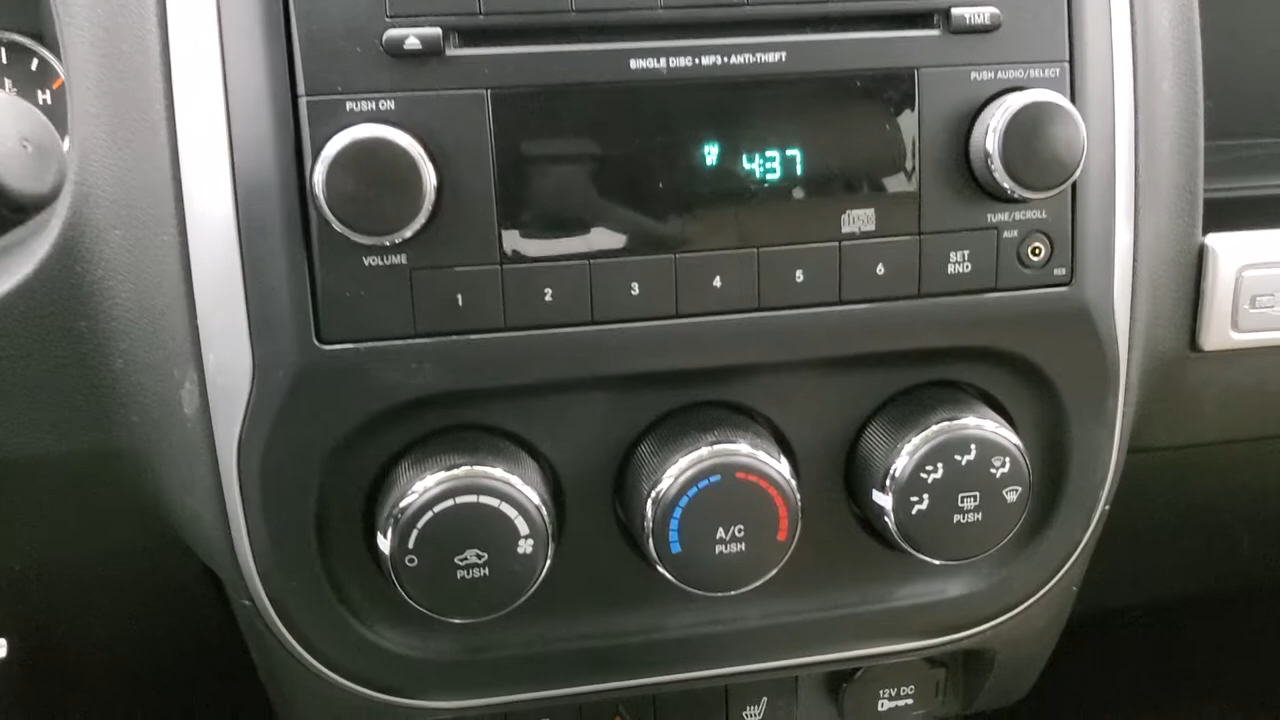 TIME
SINGLE DISC • MP3 • ANTI-THEFT
PUSH AUDIO/SELECT
H
PUSH ON
4:37
TUNE/SCROLL
VOLUME
AUX
SET
RND
1
2
3
4
5
6
A/C
PUSH
PUSH
PUSH
12V DC